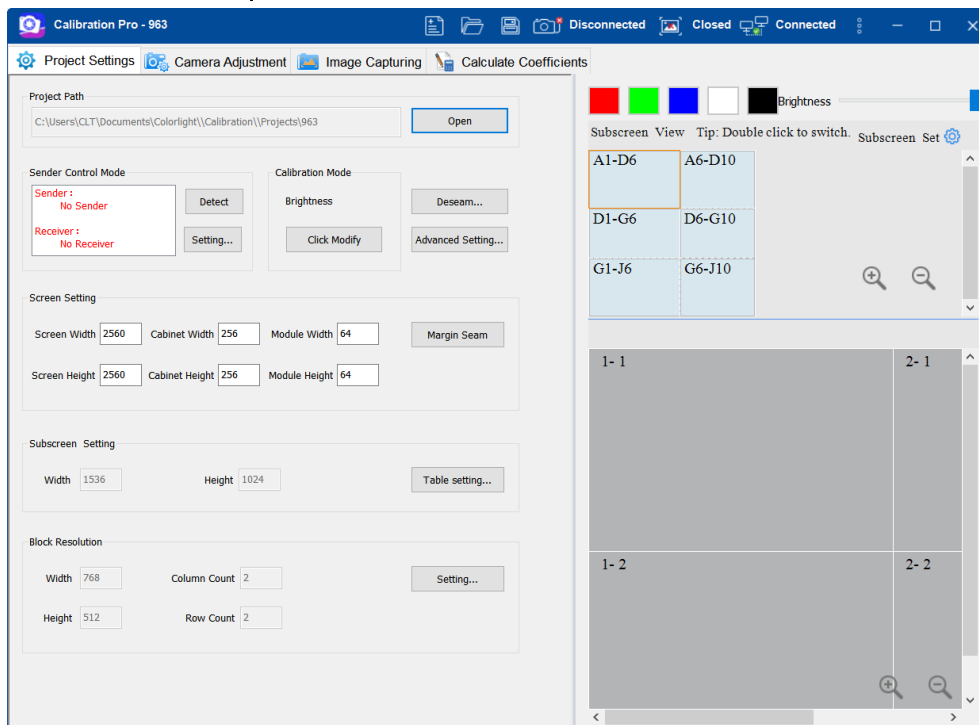 Calibration Pro - 963
Disconnected
Closed
Connected
Project Settings
Camera Adjustment
Image Capturing
Calculate Coefficients
Project Path
C:\Users\CLT\Documents\Colorlight\\Calibration\\Projects\963
Open
Sender Control Mode
Sender :
No Sender
Receiver :
No Receiver
Detect
Setting...
Calibration Mode
Brightness
Click Modify
Deseam...
Advanced Setting...
Screen Setting
Screen Width 2560 Cabinet Width 256 Module Width 64
Margin Seam
Screen Height 2560 Cabinet Height 256 Module Height 64
Subscreen Setting
Width 1536 Height 1024
Table setting...
Block Resolution
Width 768 Column Count 2
Setting...
Height 512 Row Count 2
Brightness
Subscreen View Tip: Double click to switch. Subscreen Set
A1-D6 A6-D10
D1-G6 D6-G10
G1-J6 G6-J10
1- 1 2- 1
1- 2 2- 2